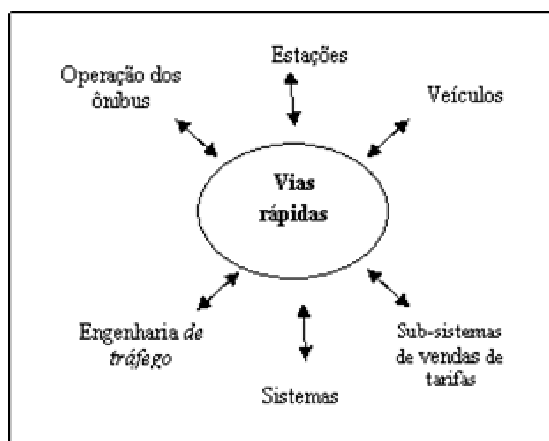 Estações
Operação dos
ônibus
Veículos
Vias
rápidas
Engenharia de
tráfego
Sistemas
Sub-sistemas
de vendas de
tarifas